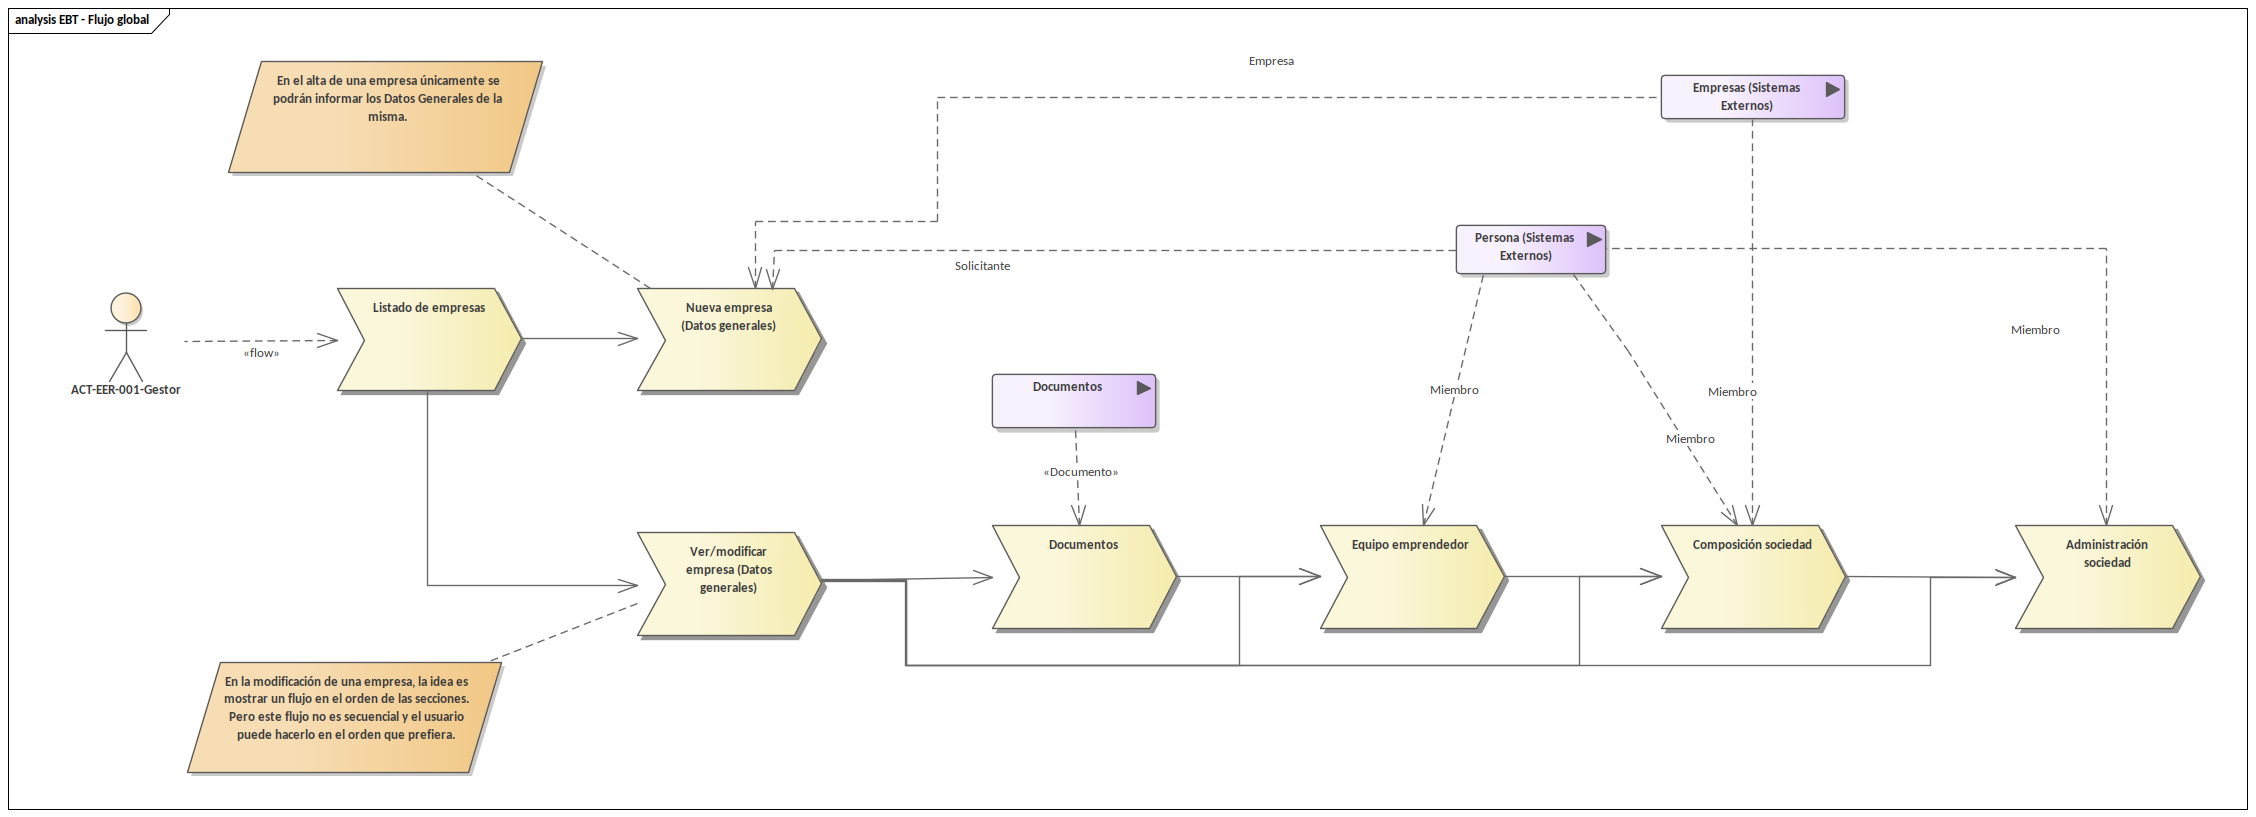 analysis EBT - Flujo global
En el alta de una empresa únicamente se
podrán informar los Datos Generales de la
misma.
Empresa
Empresas (Sistemas
Externos)
Persona (Sistemas
Externos)
Solicitante
Listado de empresas
Nueva empresa
(Datos generales)
«flow»
ACT-EER-001-Gestor
Miembro
Documentos
Miembro
Miembro
Miembro
«Documento»
Ver/modificar
empresa (Datos
generales)
Documentos
Equipo emprendedor
Composición sociedad
Administración
sociedad
En la modificación de una empresa, la idea es
mostrar un flujo en el orden de las secciones.
Pero este flujo no es secuencial y el usuario
puede hacerlo en el orden que prefiera.